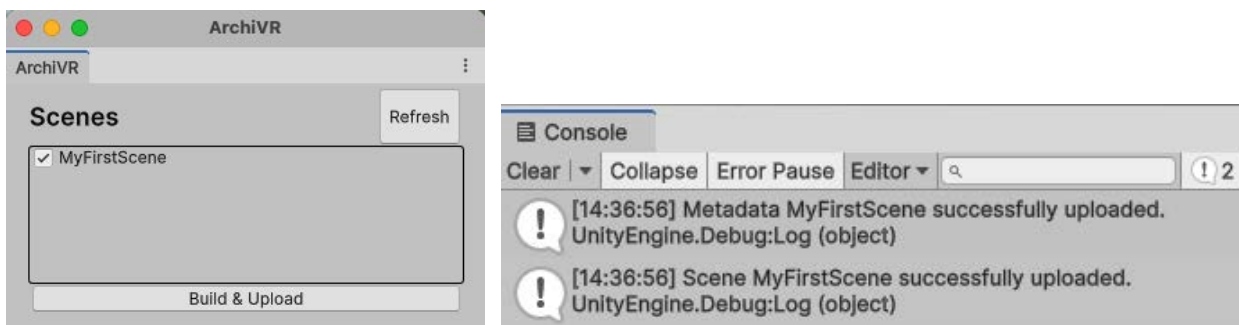 ArchiVR
ArchiVR
Scenes
Refresh
MyFirstScene
Build & Upload
Console
Clear Collapse Error Pause Editor 2
[14:36:56] Metadata MyFirstScene successfully uploaded.
UnityEngine.Debug:Log (object)
[14:36:56] Scene MyFirstScene successfully uploaded.
UnityEngine.Debug:Log (object)